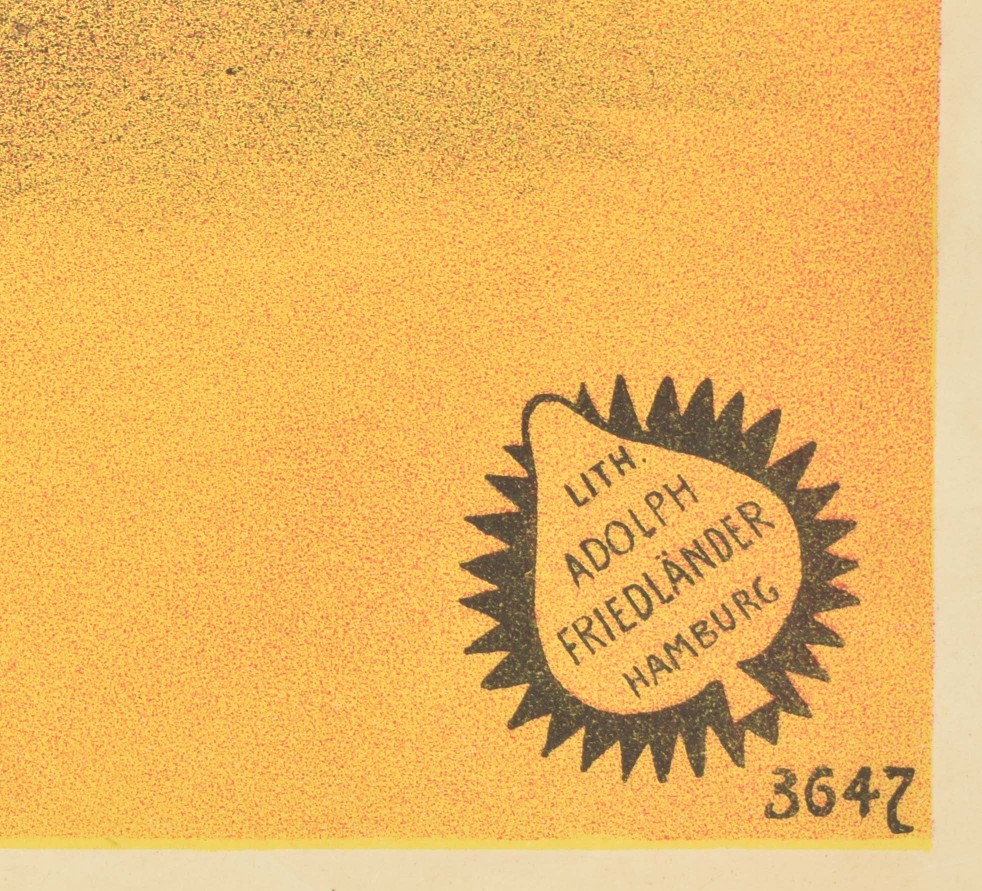 LITH.
ADOLPH
FRIEDLÄNDER
HAMBURG
3647